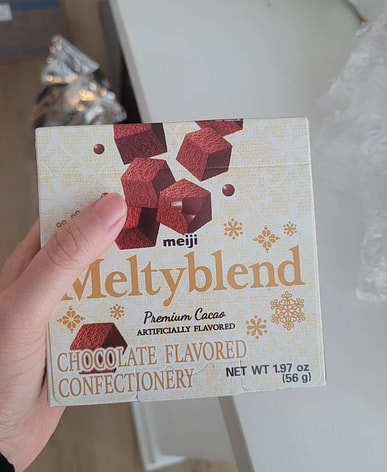 meiji
Meltyblend
Premium Cacao
ARTIFICIALLY FLAVORED
CHOCOLATE FLAVORED
CONFECTIONERY
NET WT 1.97 oz
(56 g)